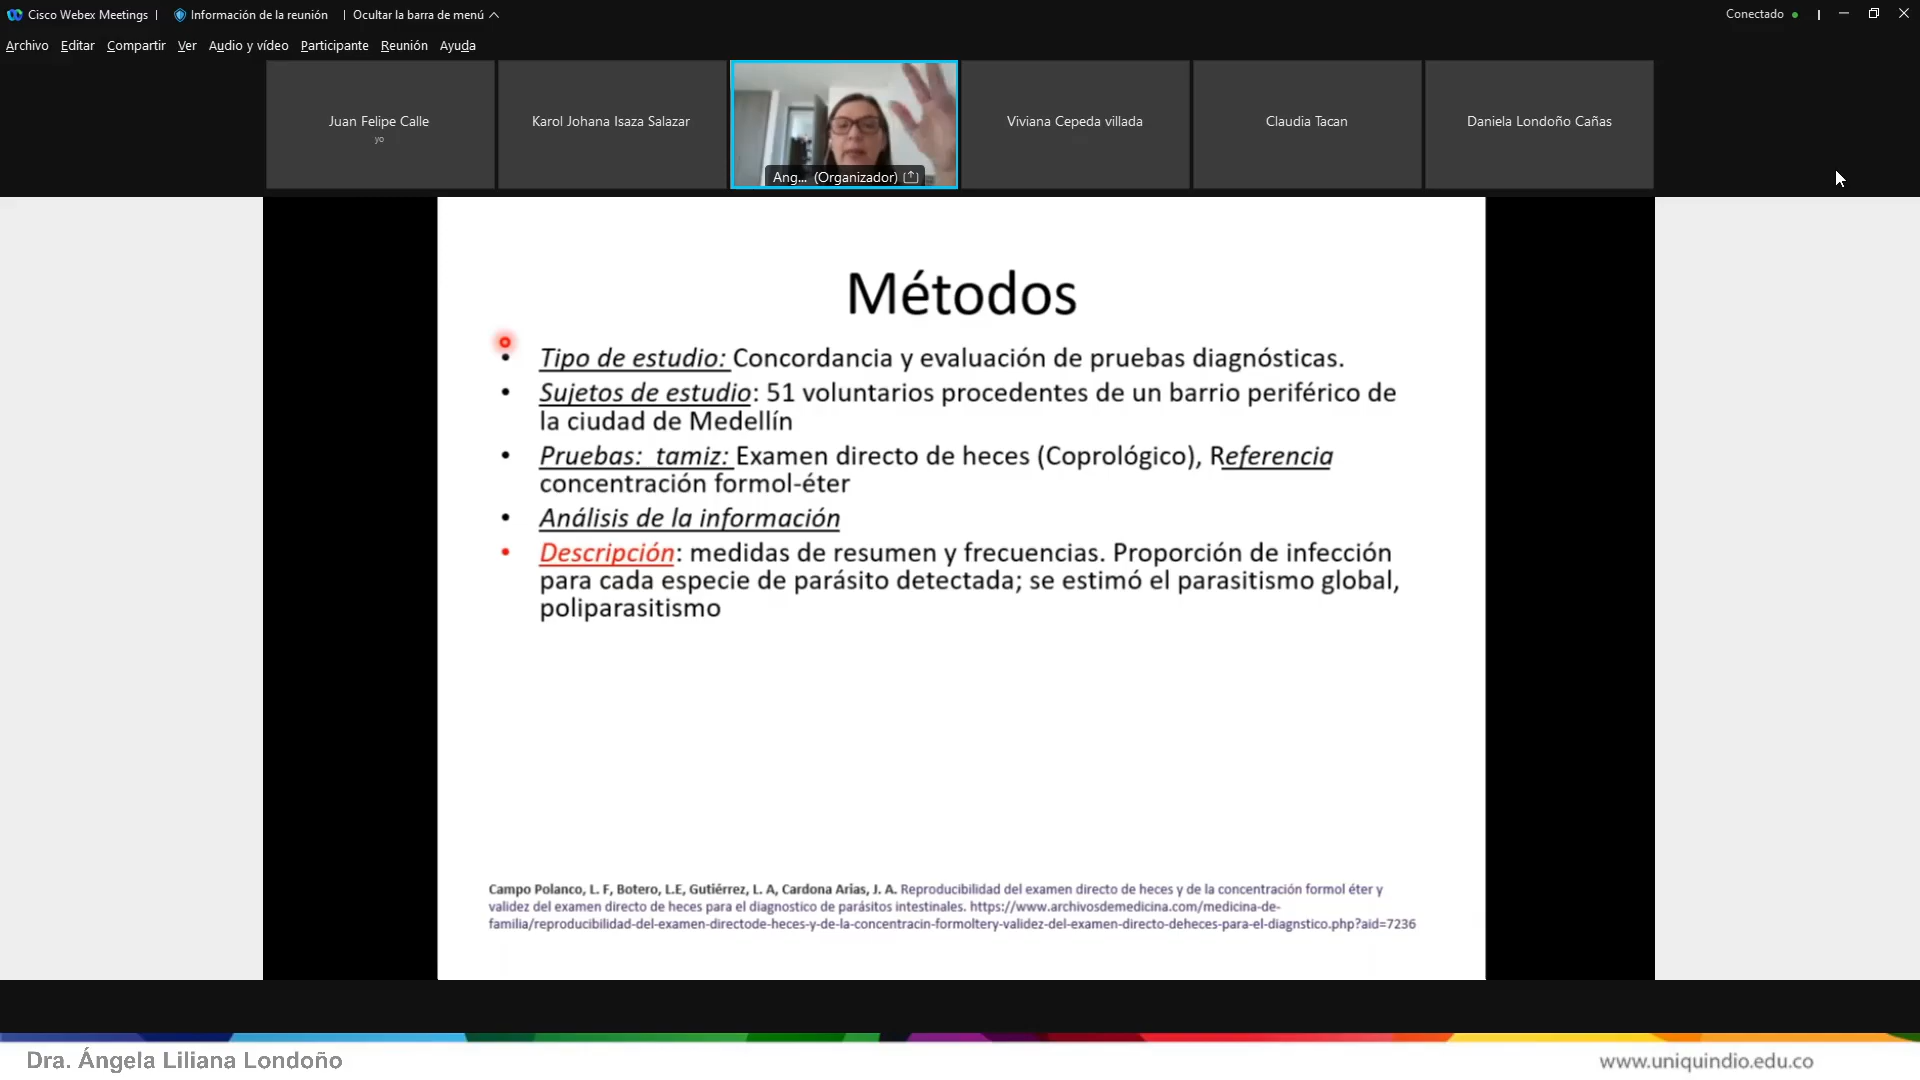 Cisco Webex Meetings | Información de la reunión | Ocultar la barra de menú
Conectado
Archivo Editar Compartir Ver Audio y vídeo Participante Reunión Ayuda
Juan Felipe Calle
yo
Karol Johana Isaza Salazar
Ang... (Organizador)
Viviana Cepeda villada
Claudia Tacan
Daniela Londoño Cañas
Métodos
• Tipo de estudio: Concordancia y evaluación de pruebas diagnósticas.
• Sujetos de estudio: 51 voluntarios procedentes de un barrio periférico de
la ciudad de Medellín
• Pruebas: tamiz: Examen directo de heces (Coprológico), Referencia
concentración formol-éter
• Análisis de la información
• Descripción: medidas de resumen y frecuencias. Proporción de infección
para cada especie de parásito detectada; se estimó el parasitismo global,
poliparasitismo
Campo Polanco, L. F, Botero, L.E, Gutiérrez, L. A, Cardona Arias, J. A. Reproducibilidad del examen directo de heces y de la concentración formol éter y
validez del examen directo de heces para el diagnostico de parásitos intestinales. https://www.archivosdemedicina.com/medicina-de-
familia/reproducibilidad-del-examen-directode-heces-y-de-la-concentracin-formoltery-validez-del-examen-directo-deheces-para-el-diagnstico.php?aid=7236
Dra. Ángela Liliana Londoño
www.uniquindio.edu.co